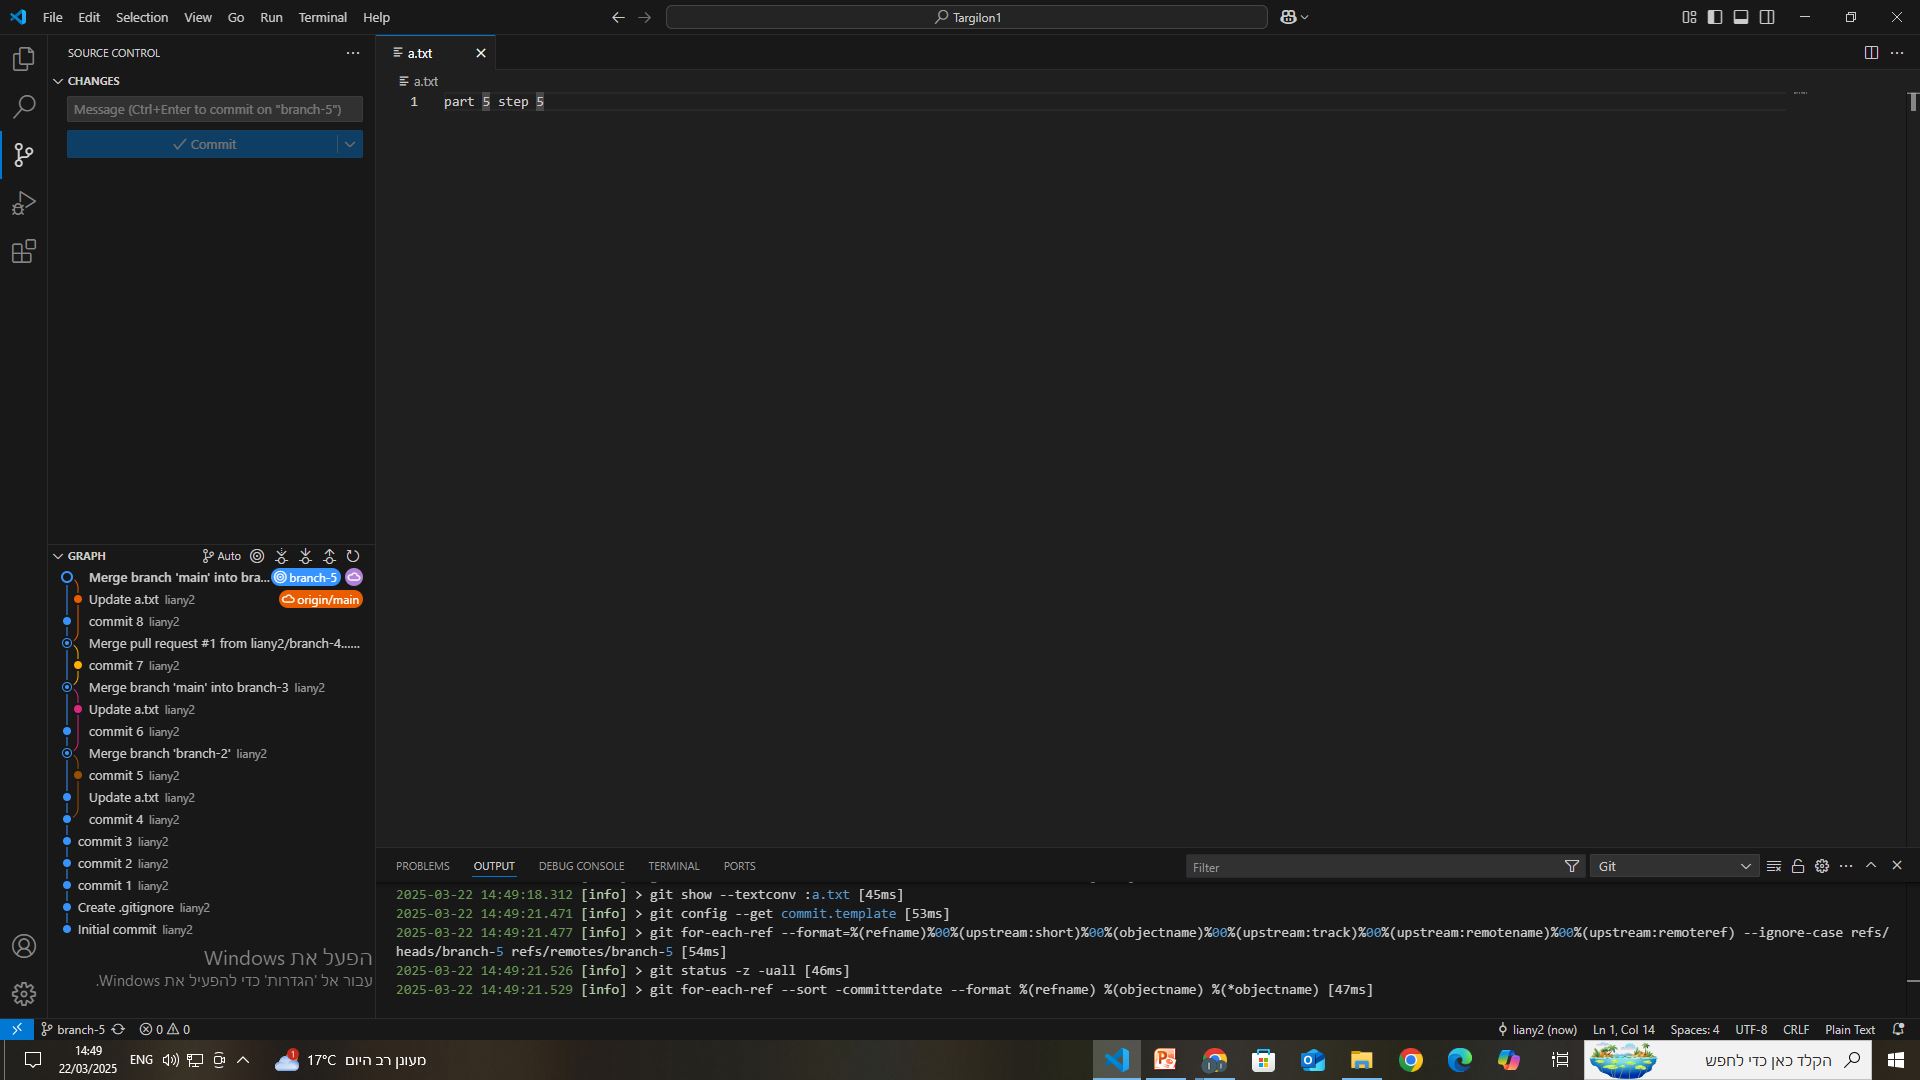 File Edit Selection View Go Run Terminal Help
Targilon1
SOURCE CONTROL
CHANGES
Message (Ctrl+Enter to commit on "branch-5")
Commit
a.txt
a.txt
1 part 5 step 5
GRAPH Auto
Merge branch 'main' into bra... branch-5
Update a.txt liany2 origin/main
commit 8 liany2
Merge pull request #1 from liany2/branch-4......
commit 7 liany2
Merge branch 'main' into branch-3 liany2
Update a.txt liany2
commit 6 liany2
Merge branch 'branch-2' liany2
commit 5 liany2
Update a.txt liany2
commit 4 liany2
commit 3 liany2
commit 2 liany2
commit 1 liany2
Create .gitignore liany2
Initial commit liany2
הפעל את Windows
עבור אל 'הגדרות' כדי להפעיל את Windows.
PROBLEMS OUTPUT DEBUG CONSOLE TERMINAL PORTS
Filter
Git
2025-03-22 14:49:18.312 [info] > git show --textconv :a.txt [45ms]
2025-03-22 14:49:21.471 [info] > git config --get commit.template [53ms]
2025-03-22 14:49:21.477 [info] > git for-each-ref --format=%(refname)%00%(upstream:short)%00%(objectname)%00%(upstream:track)%00%(upstream:remotename)%00%(upstream:remoteref) --ignore-case refs/
heads/branch-5 refs/remotes/branch-5 [54ms]
2025-03-22 14:49:21.526 [info] > git status -z -uall [46ms]
2025-03-22 14:49:21.529 [info] > git for-each-ref --sort -committerdate --format %(refname) %(objectname) %(*objectname) [47ms]
branch-5 0 0
liany2 (now) Ln 1, Col 14 Spaces: 4 UTF-8 CRLF Plain Text
14:49
22/03/2025
ENG
1
17°C מעונן רב היום
הקלד כאן כדי לחפש